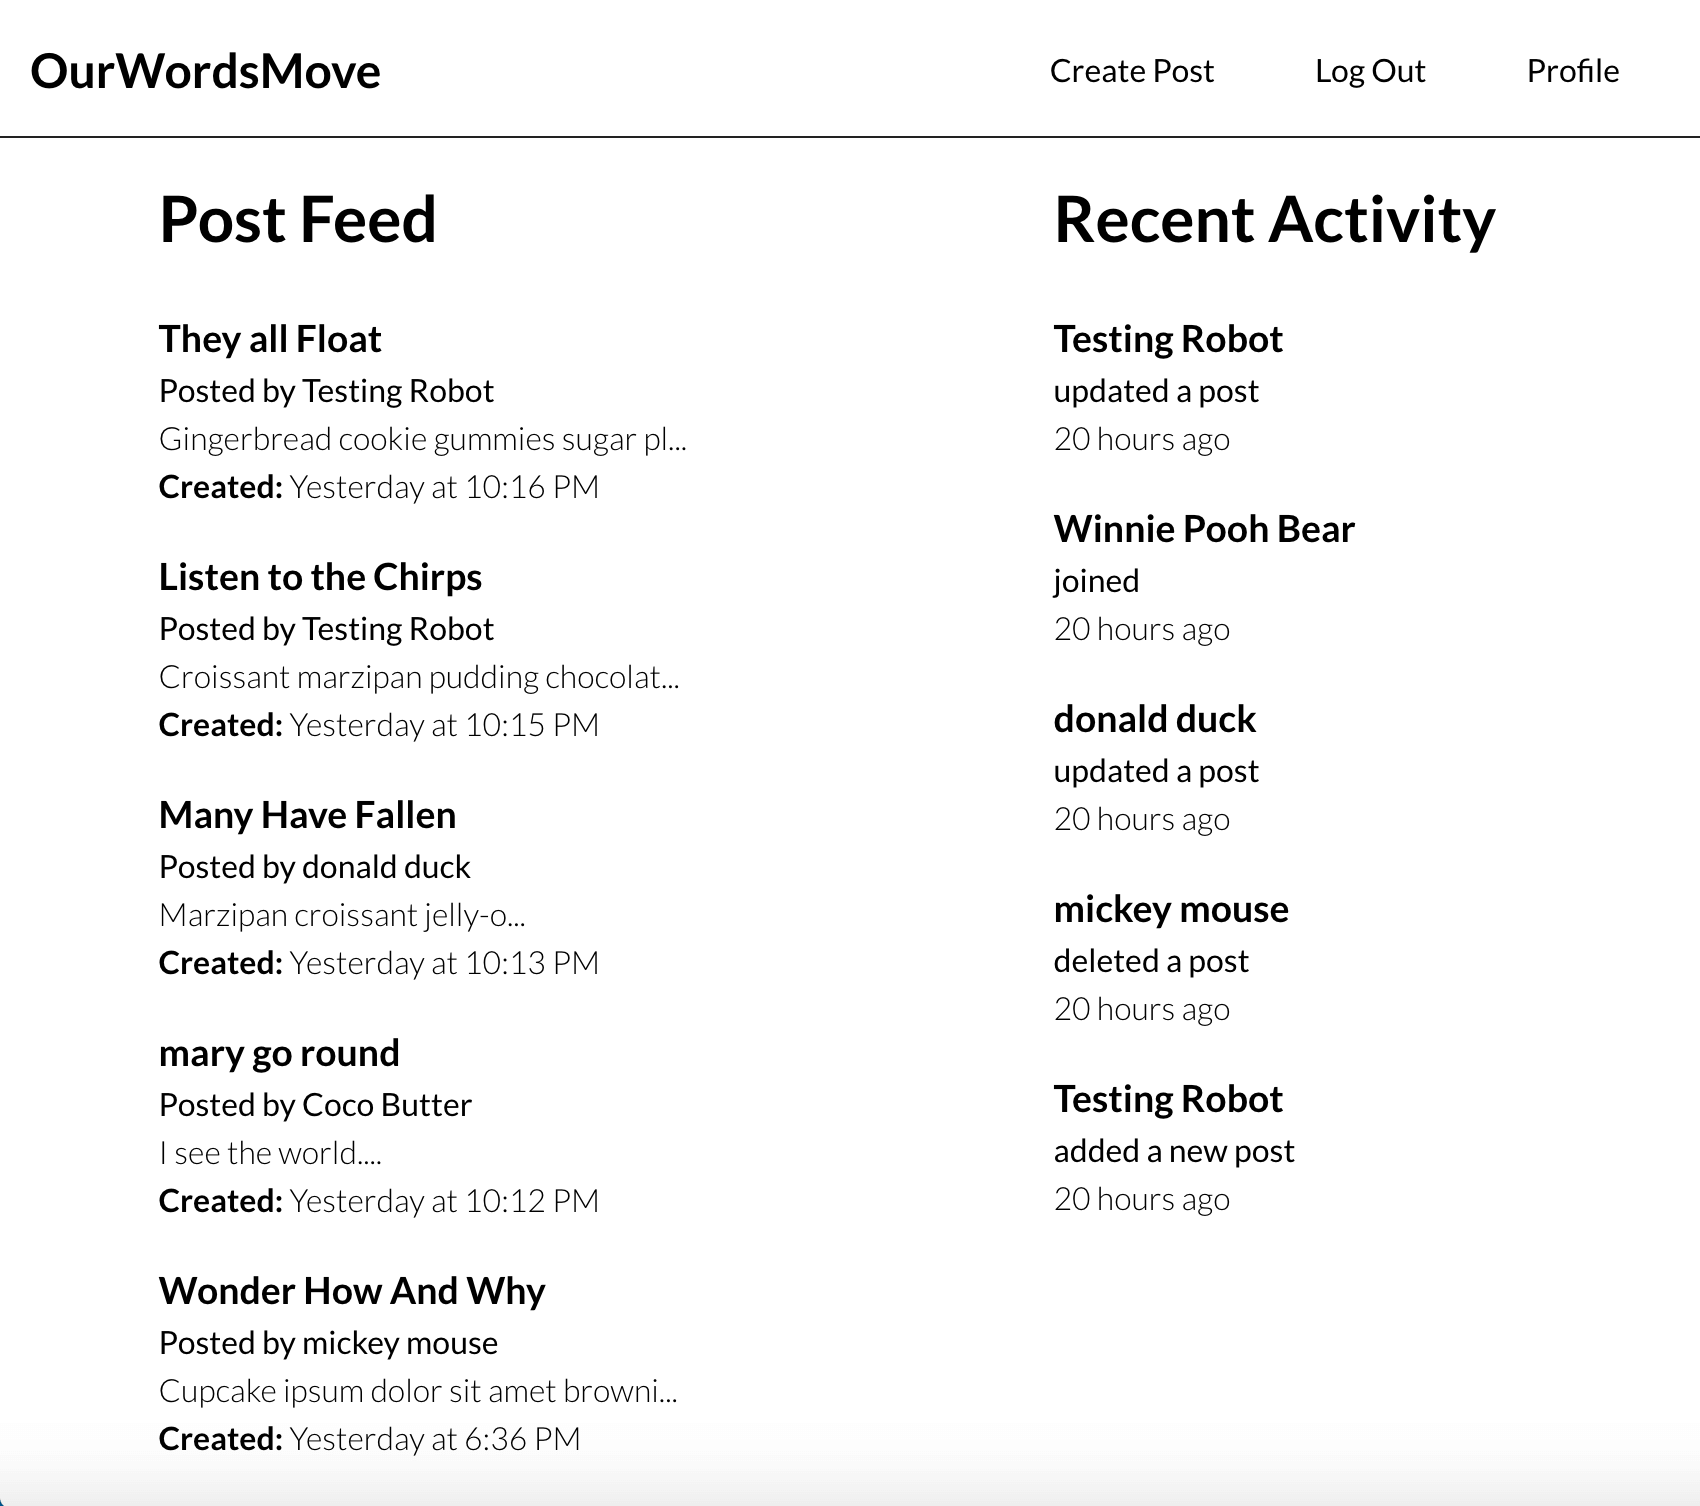 OurWordsMove
Create Post
Log Out
Profile
Post Feed
They all Float
Posted by Testing Robot
Gingerbread cookie gummies sugar pl...
Created: Yesterday at 10:16 PM
Listen to the Chirps
Posted by Testing Robot
Croissant marzipan pudding chocolat...
Created: Yesterday at 10:15 PM
Many Have Fallen
Posted by donald duck
Marzipan croissant jelly-o...
Created: Yesterday at 10:13 PM
mary go round
Posted by Coco Butter
I see the world....
Created: Yesterday at 10:12 PM
Wonder How And Why
Posted by mickey mouse
Cupcake ipsum dolor sit amet browni...
Created: Yesterday at 6:36 PM
Recent Activity
Testing Robot
updated a post
20 hours ago
Winnie Pooh Bear
joined
20 hours ago
donald duck
updated a post
20 hours ago
mickey mouse
deleted a post
20 hours ago
Testing Robot
added a new post
20 hours ago